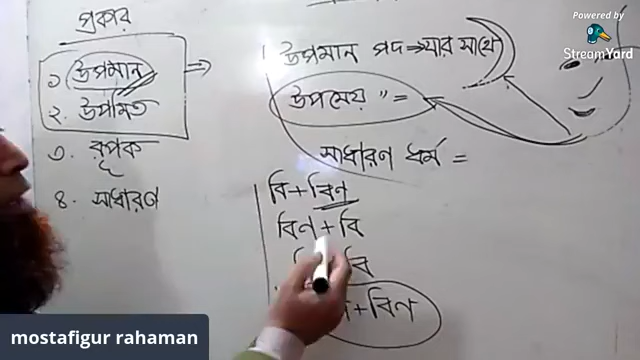 প্রকার
১. উপমান
২. উপমিত
৩. রূপক
৪. সাধারণ
উপমান পদ ⇒ যার সাথে
উপমেয় " =
সাধারণ ধর্ম =
বি + বিণ
বিণ + বি
বি
+ বিণ
Powered by
StreamYard
mostafigur rahaman